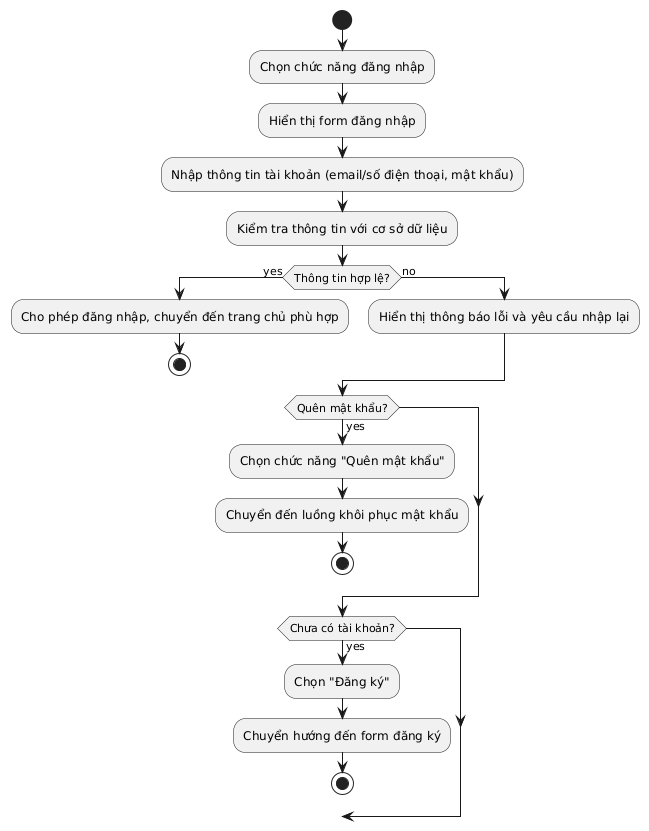 Chọn chức năng đăng nhập
Hiển thị form đăng nhập
Nhập thông tin tài khoản (email/số điện thoại, mật khẩu)
Kiểm tra thông tin với cơ sở dữ liệu
yes
Thông tin hợp lệ?
no
Cho phép đăng nhập, chuyển đến trang chủ phù hợp
Hiển thị thông báo lỗi và yêu cầu nhập lại
Quên mật khẩu?
yes
Chọn chức năng "Quên mật khẩu"
Chuyển đến luồng khôi phục mật khẩu
Chưa có tài khoản?
yes
Chọn "Đăng ký"
Chuyển hướng đến form đăng ký